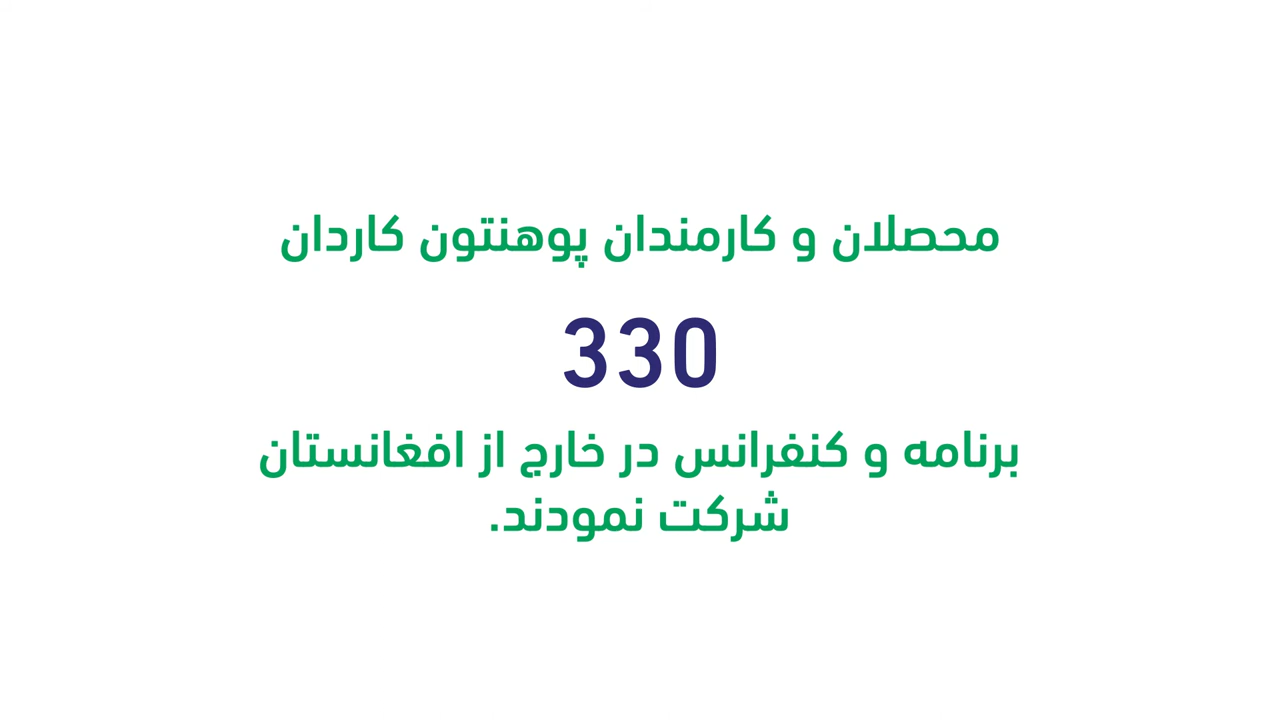 محصلان و کارمندان پوهنتون کاردان
330
برنامه و کنفرانس در خارج از افغانستان
شرکت نمودند.